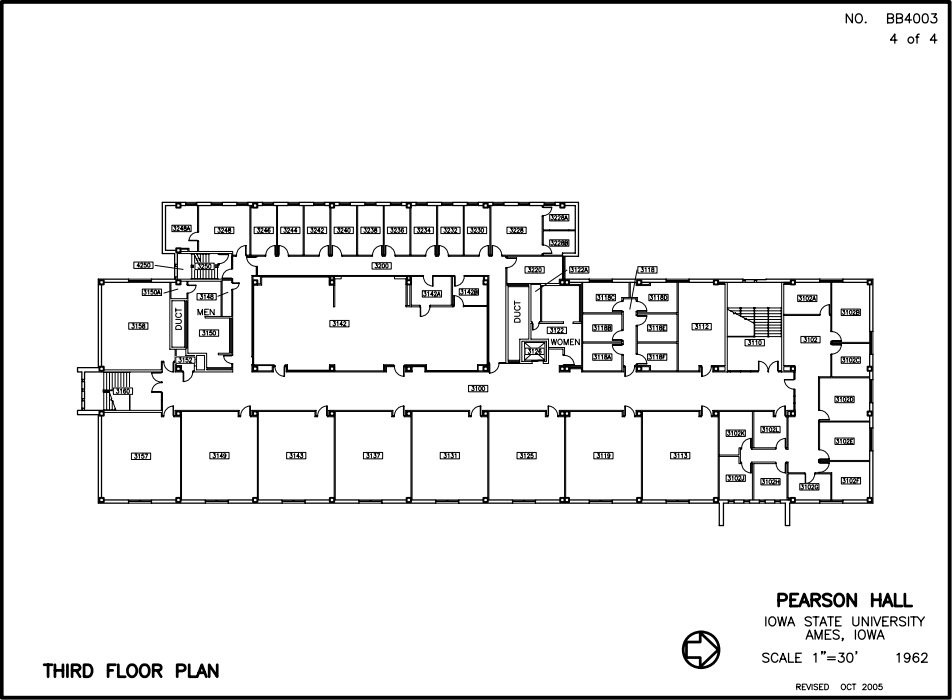 NO. BB4003
4 of 4
3248A 3248 3246 3244 3242 3240 3238 3236 3234 3232 3230 3228 3228A
3228B
4250 3250 3200 3220 3122A 3118
3150A 3148 3142A 3142B 3118C 3118D 3102A
MEN DUCT DUCT 3102B
3158 3150 3142 3122 3118B 3118E 3112 3110 3102
WOMEN
3152 3126 3118A 3118F 3102C
3160 3100 3102D
3102K 3102L 3102E
3157 3149 3143 3137 3131 3125 3119 3113
3102J 3102H 3102G 3102F
PEARSON HALL
IOWA STATE UNIVERSITY
AMES, IOWA
SCALE 1"=30' 1962
THIRD FLOOR PLAN
REVISED OCT 2005